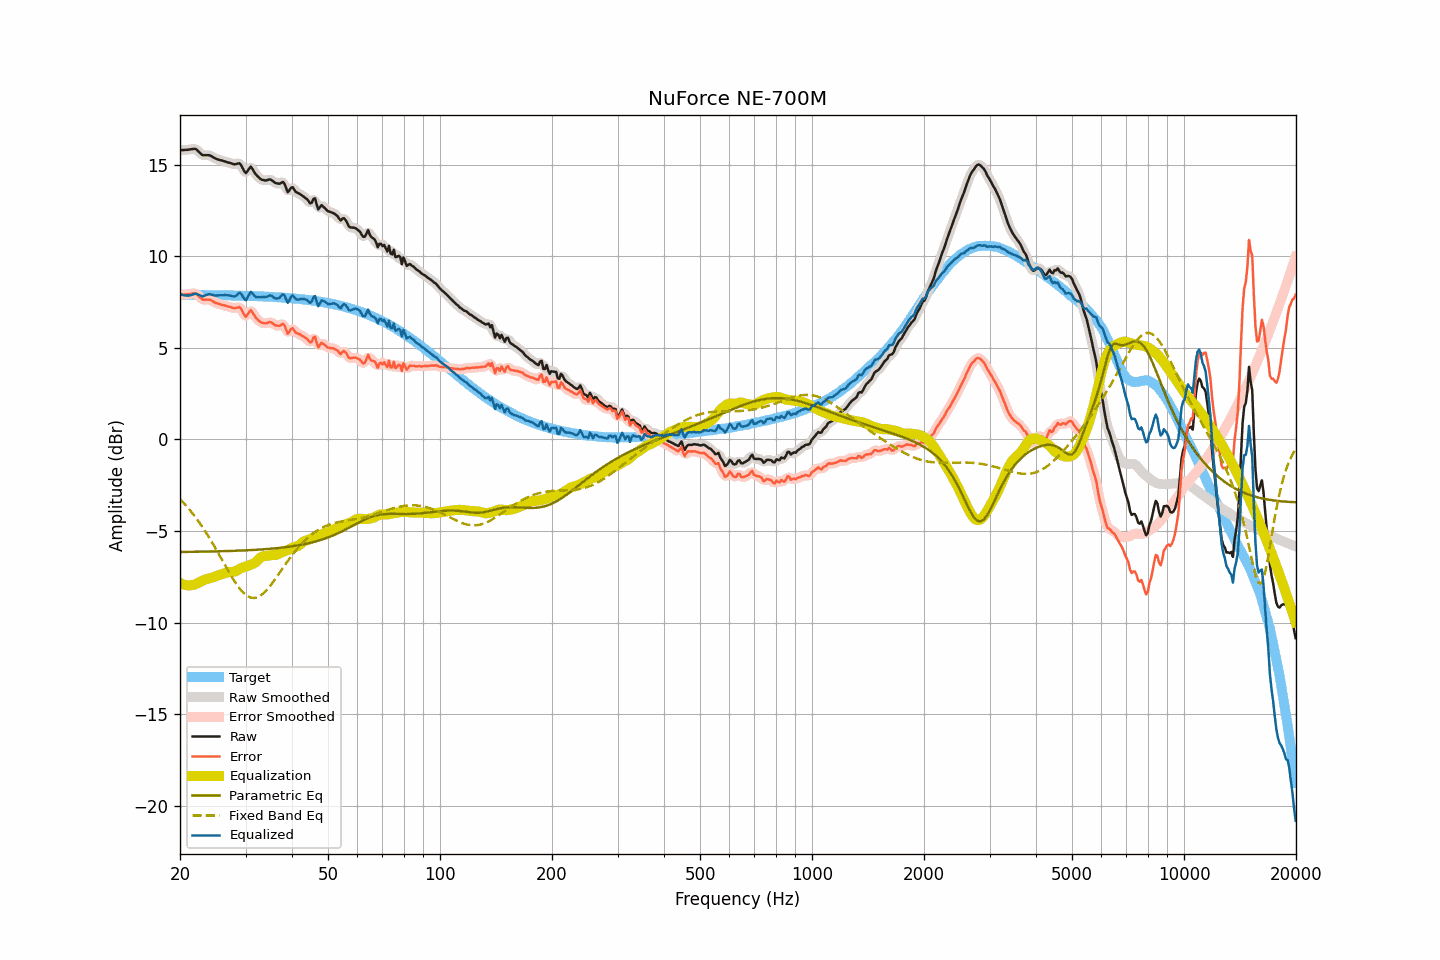 NuForce NE-700M
Amplitude (dBr)
15
10
5
0
−5
−10
−15
−20
Target
Raw Smoothed
Error Smoothed
Raw
Error
Equalization
Parametric Eq
Fixed Band Eq
Equalized
20 50 100 200 500 1000 2000 5000 10000 20000
Frequency (Hz)